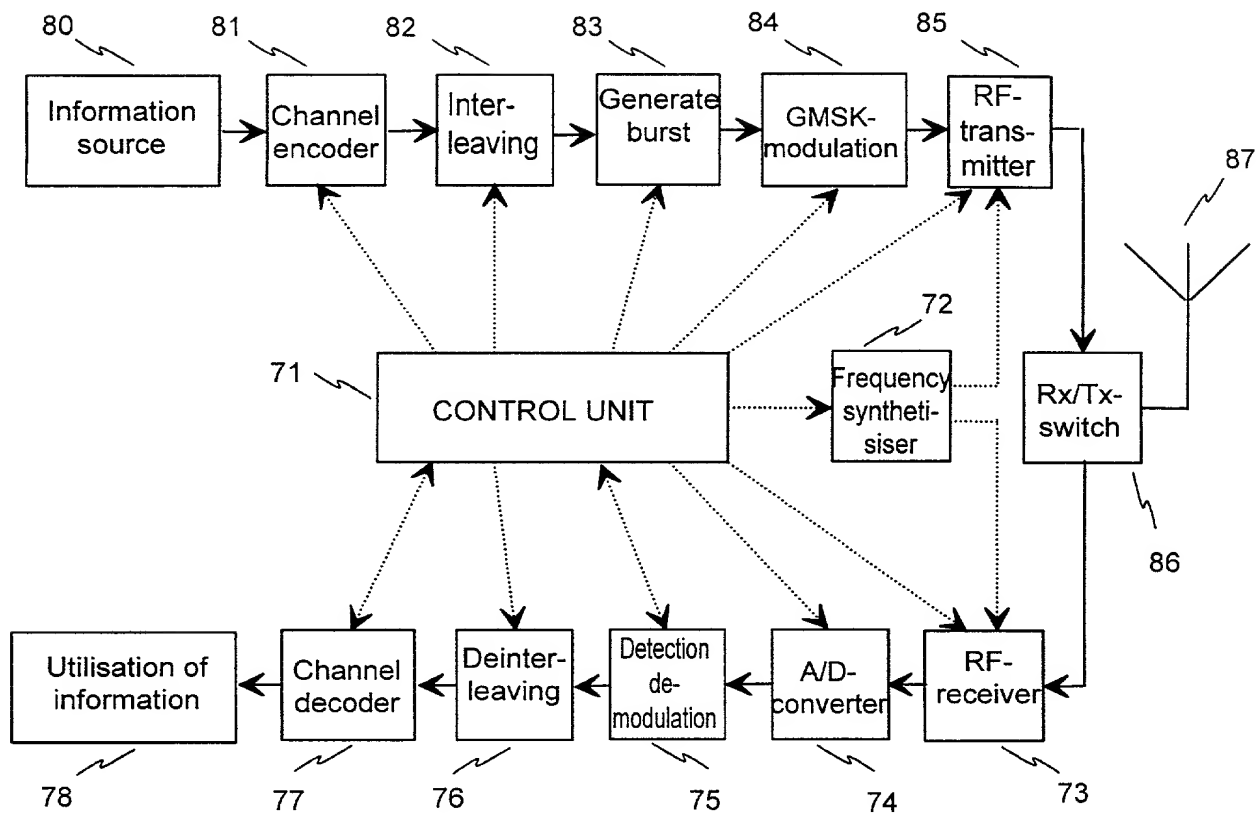 80
81
82
83
84
85
Information
source
Channel
encoder
Inter-
leaving
Generate
burst
GMSK-
modulation
RF-
trans-
mitter
87
72
71
CONTROL UNIT
Frequency
syntheti-
siser
Rx/Tx-
switch
86
Utilisation of
information
Channel
decoder
Deinter-
leaving
Detection
de-
modulation
A/D-
converter
RF-
receiver
78
77
76
75
74
73